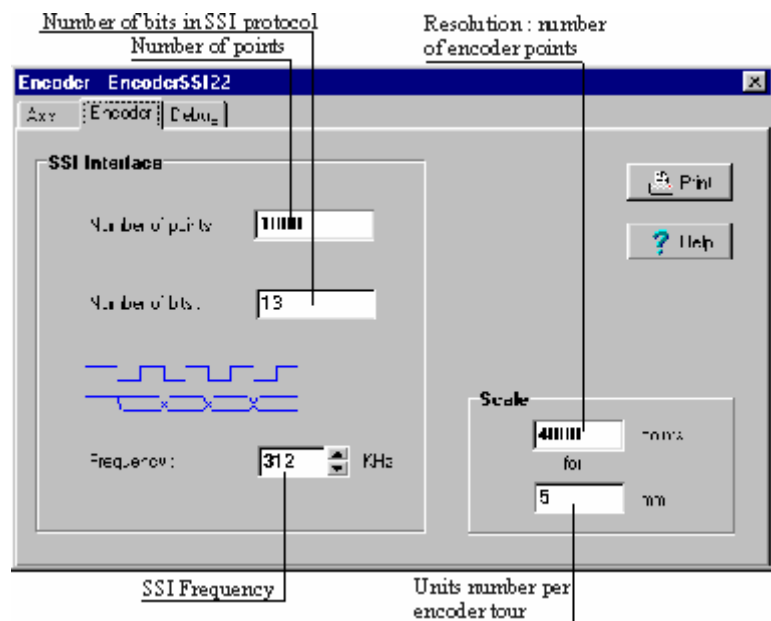 Number of bits in SSI protocol
Number of points
Resolution : number
of encoder points
Encoder EncoderSSI22
Encoder Debug
SSI Interface
Print
Number of points
Help
Number of bits :
13
Scale
points
Frequency :
312
KHz
for
5
mm
SSI Frequency
Units number per
encoder tour